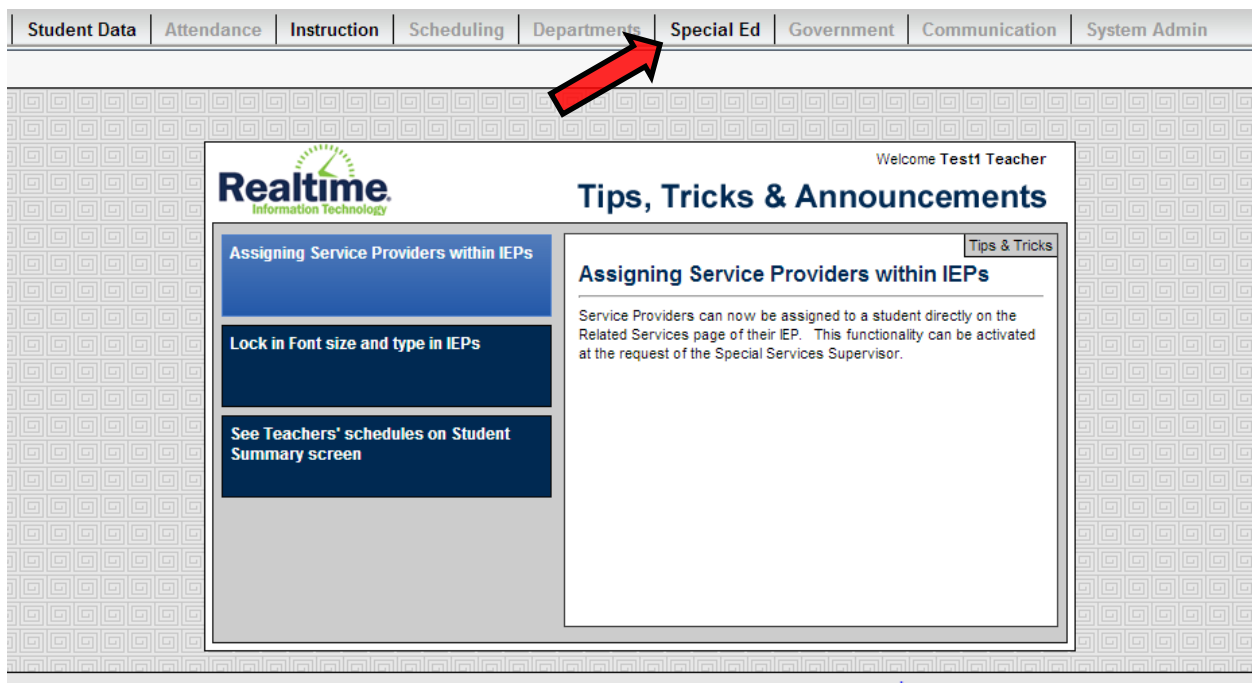 Student Data Attendance Instruction Scheduling Departments Special Ed Government Communication System Admin
Welcome Test1 Teacher
Realtime.
Information Technology
Tips, Tricks & Announcements
Assigning Service Providers within IEPs
Lock in Font size and type in IEPs
See Teachers' schedules on Student
Summary screen
Tips & Tricks
Assigning Service Providers within IEPs
Service Providers can now be assigned to a student directly on the
Related Services page of their IEP. This functionality can be activated
at the request of the Special Services Supervisor.